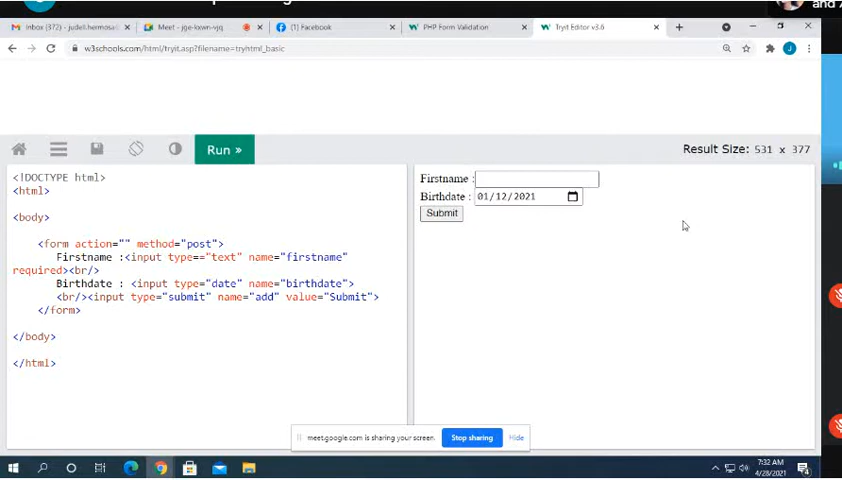 Inbox (372) - judell.hermosa
Meet - jge-kxwn-vjq
(1) Facebook
PHP Form Validation
Tryit Editor v3.6
w3schools.com/html/tryit.asp?filename=tryhtml_basic
J
and
Run »
Result Size: 531 x 377
<!DOCTYPE html>
<html>
<body>
<form action="" method="post">
Firstname :<input type=="text" name="firstname"
required><br/>
Birthdate : <input type="date" name="birthdate">
<br/><input type="submit" name="add" value="Submit">
</form>
</body>
</html>
Firstname :
Birthdate : 01/12/2021
Submit
meet.google.com is sharing your screen.
Stop sharing
Hide
7:32 AM
4/28/2021
4